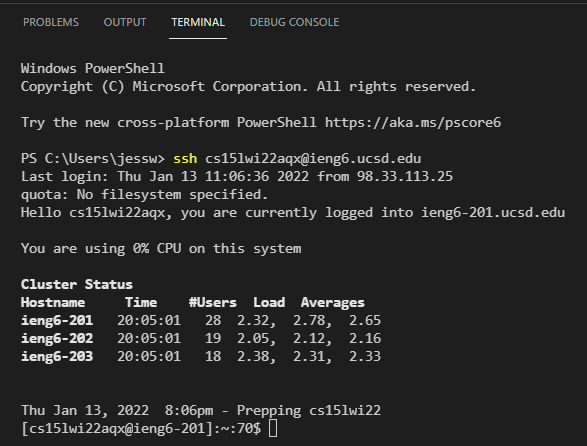 PROBLEMS OUTPUT TERMINAL DEBUG CONSOLE
Windows PowerShell
Copyright (C) Microsoft Corporation. All rights reserved.
Try the new cross-platform PowerShell https://aka.ms/pscore6
PS C:\Users\jessw> ssh cs15lwi22aqx@ieng6.ucsd.edu
Last login: Thu Jan 13 11:06:36 2022 from 98.33.113.25
quota: No filesystem specified.
Hello cs15lwi22aqx, you are currently logged into ieng6-201.ucsd.edu
You are using 0% CPU on this system
Cluster Status
Hostname Time #Users Load Averages
ieng6-201 20:05:01 28 2.32, 2.78, 2.65
ieng6-202 20:05:01 19 2.05, 2.12, 2.16
ieng6-203 20:05:01 18 2.38, 2.31, 2.33
Thu Jan 13, 2022 8:06pm - Prepping cs15lwi22
[cs15lwi22aqx@ieng6-201]:~:70$